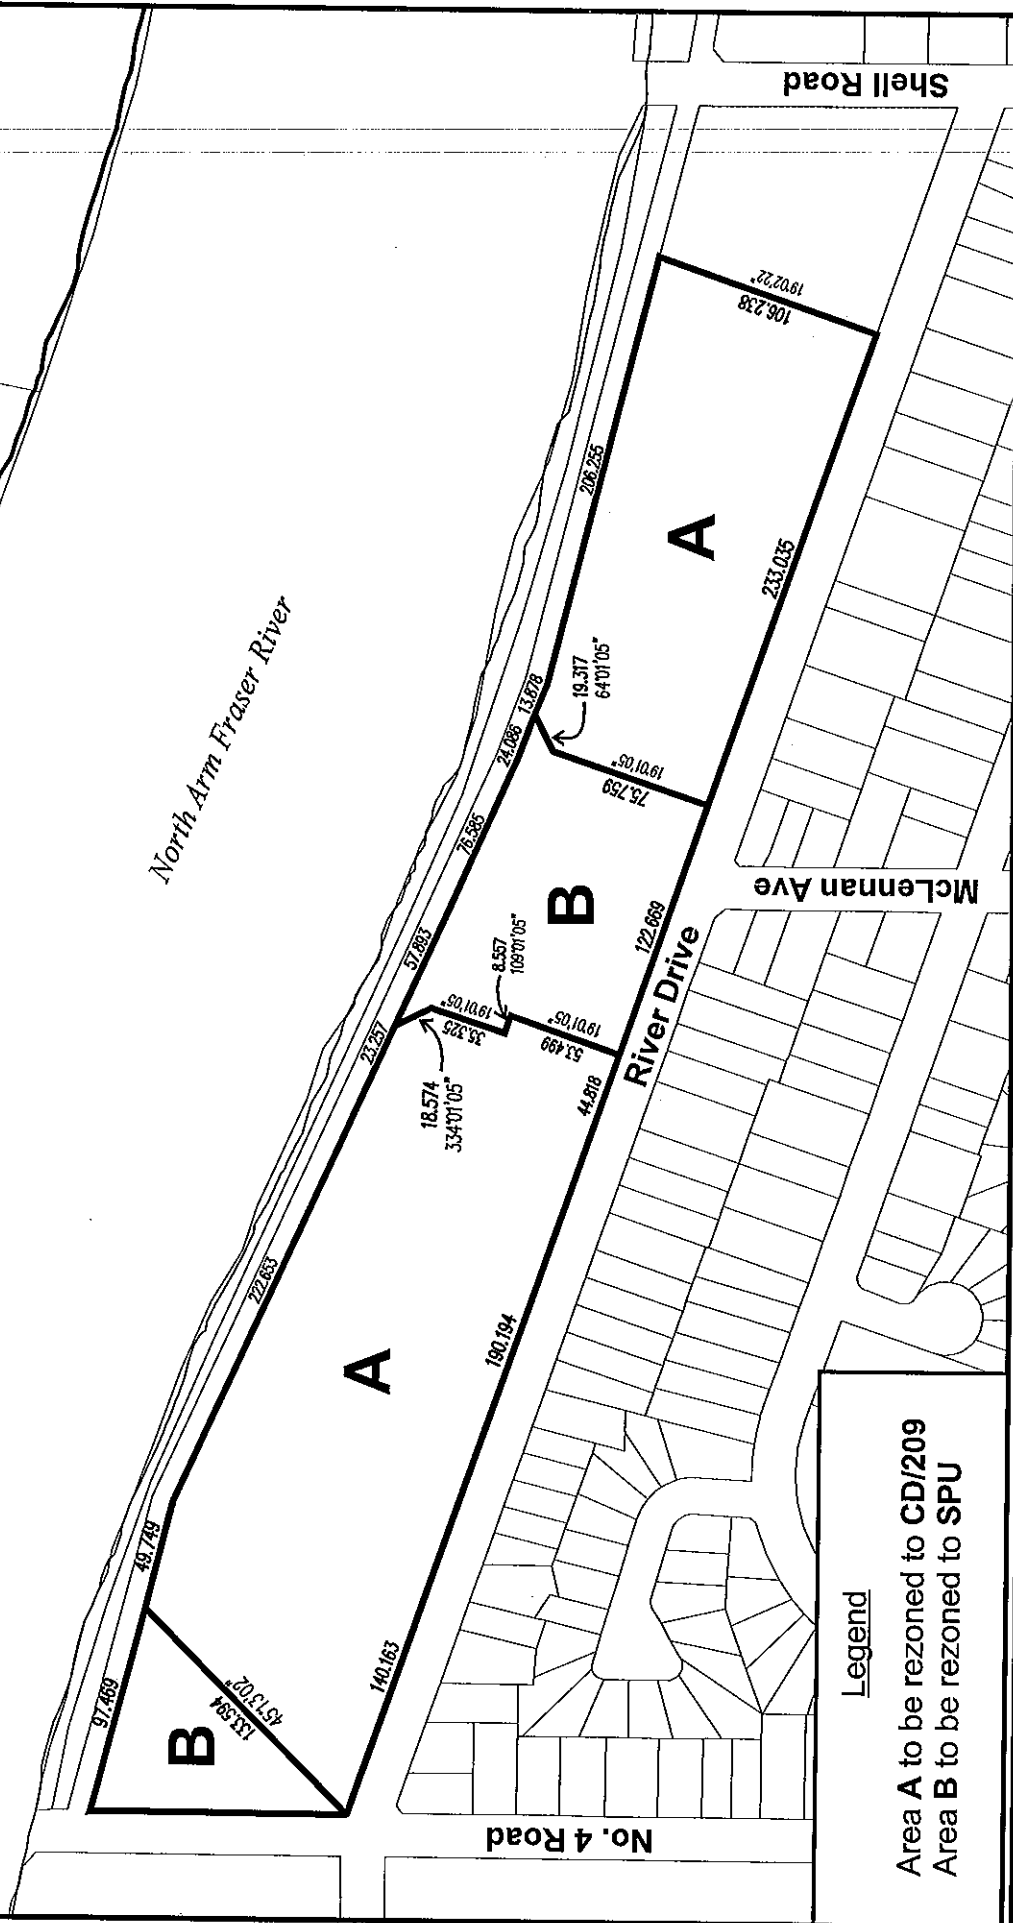 North Arm Fraser River
Shell Road
106.238
19°02'22"
206.255
A
233.035
13.878
19.317
64°01'05"
75.759
19°01'05"
24.086
76.585
57.893
B
122.669
8.557
109°01'05"
35.325
19°01'05"
53.499
19°01'05"
18.574
334°01'05"
23.257
44.818
McLennan Ave
River Drive
222.653
A
190.194
49.749
140.163
97.469
133.594
45°13'02"
B
No. 4 Road
Legend
Area A to be rezoned to CD/209
Area B to be rezoned to SPU